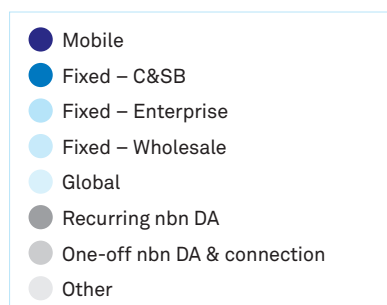 Mobile
Fixed – C&SB
Fixed – Enterprise
Fixed – Wholesale
Global
Recurring nbn DA
One-off nbn DA & connection
Other